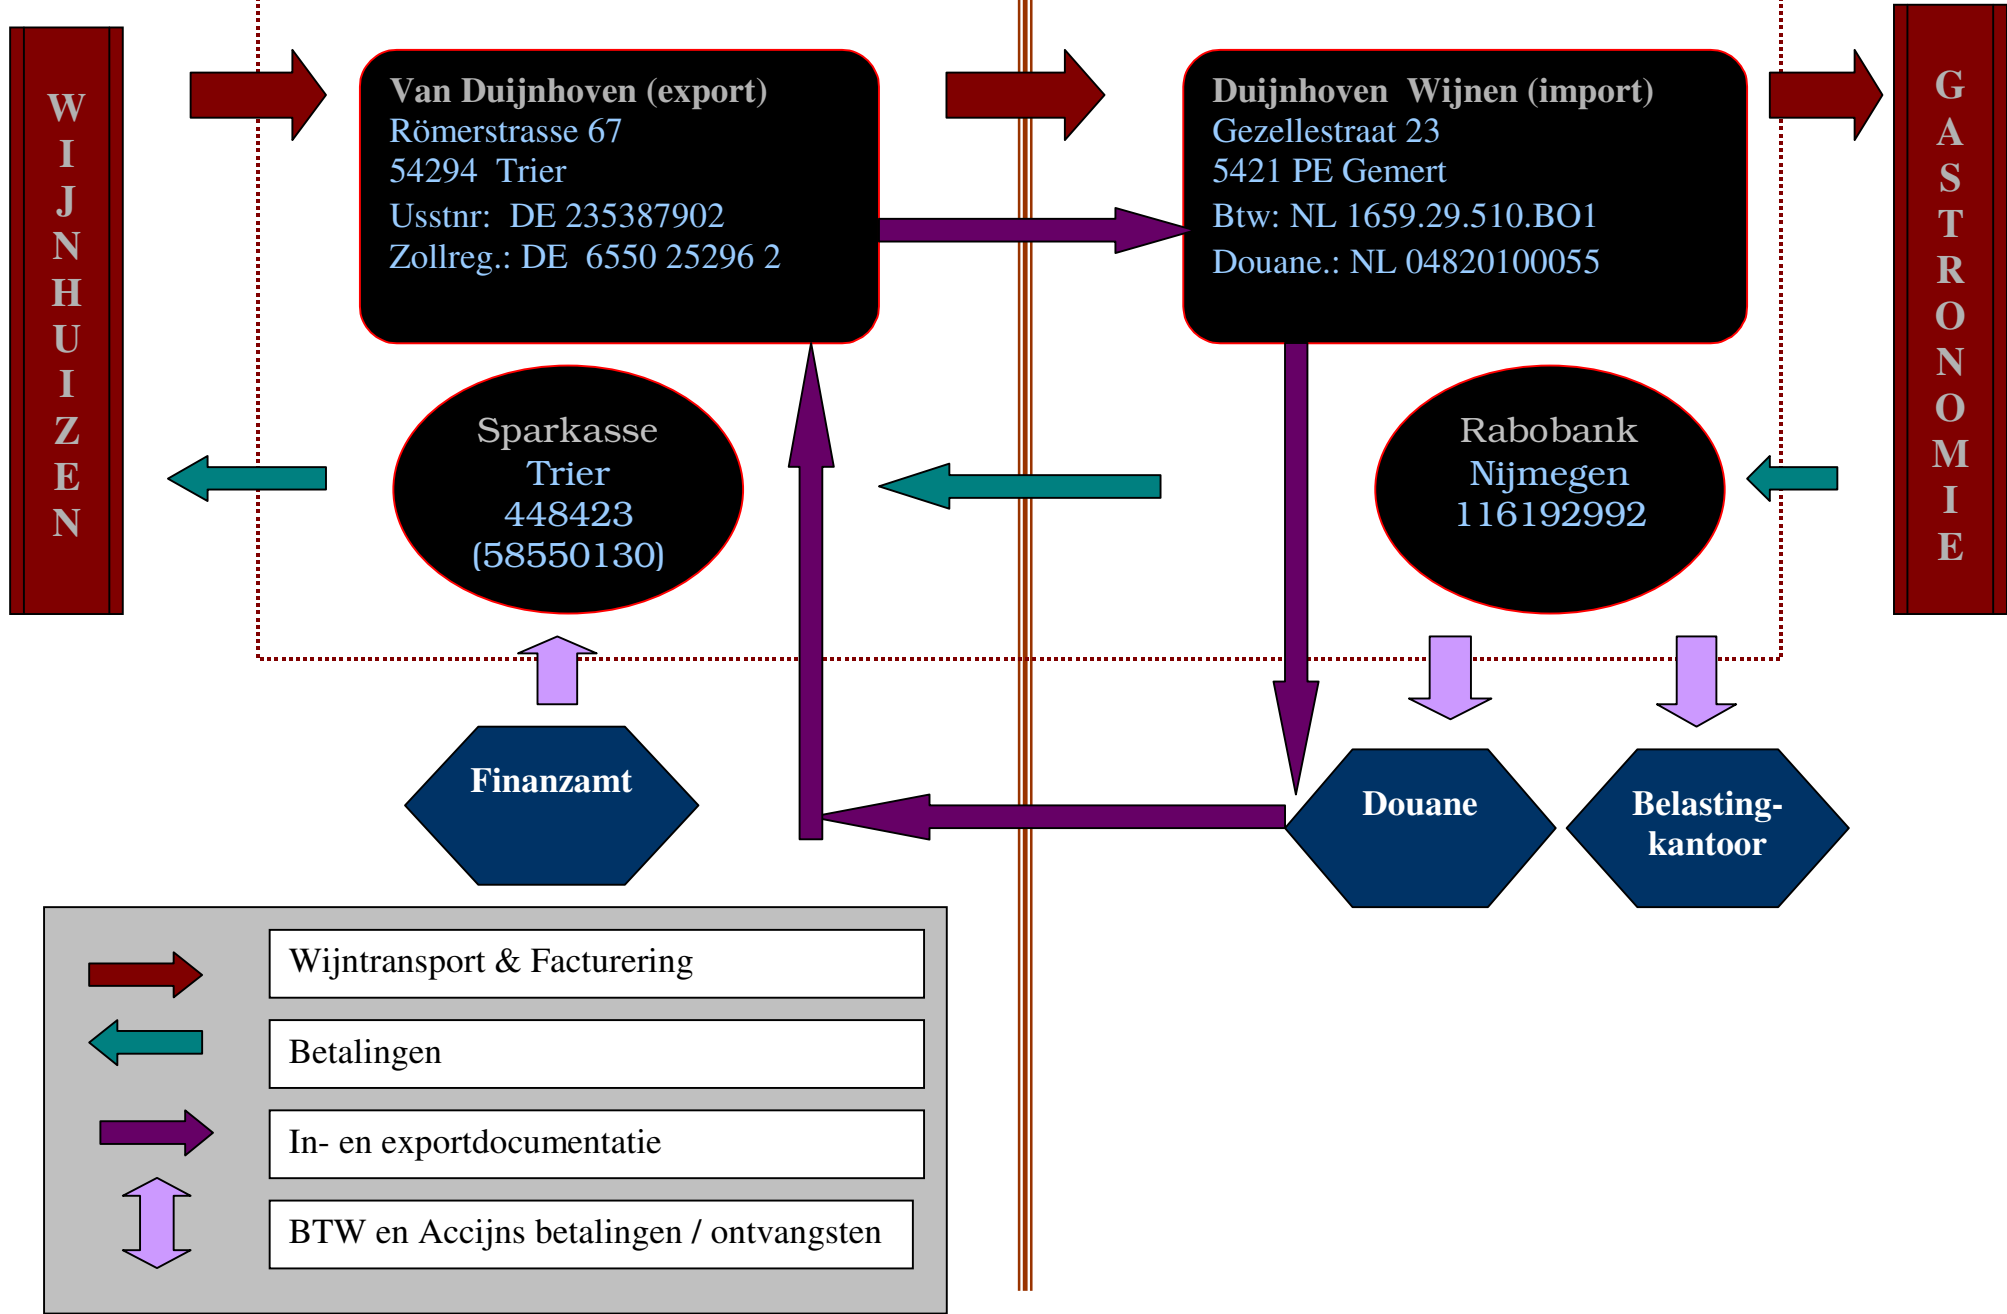 WIJNHUIZEN
Van Duijnhoven (export)
Römerstrasse 67
54294  Trier
Usstnr:  DE 235387902
Zollreg.: DE  6550 25296 2
Duijnhoven  Wijnen (import)
Gezellestraat 23
5421 PE Gemert
Btw: NL 1659.29.510.BO1
Douane.: NL 04820100055
GASTRONOMIE
Sparkasse
Trier
448423
(58550130)
Rabobank
Nijmegen
116192992
Finanzamt
Douane
Belasting-
kantoor
Wijntransport & Facturering
Betalingen
In- en exportdocumentatie
BTW en Accijns betalingen / ontvangsten